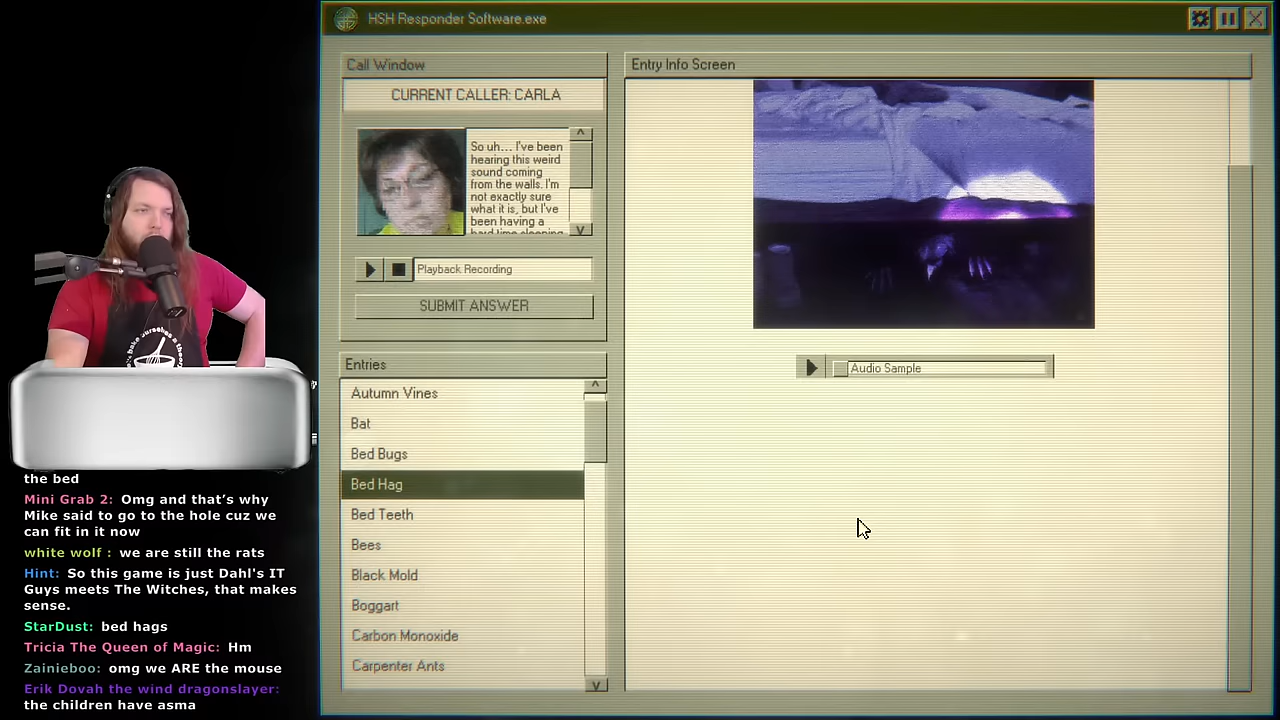 HSH Responder Software.exe
Call Window
CURRENT CALLER: CARLA
So uh... I've been
hearing this weird
sound coming
from the walls. I'm
not exactly sure
what it is, but I've
been having a
hard time sleeping
Playback Recording
SUBMIT ANSWER
Entries
Autumn Vines
Bat
Bed Bugs
Bed Hag
Bed Teeth
Bees
Black Mold
Boggart
Carbon Monoxide
Carpenter Ants
Entry Info Screen
Audio Sample
the bed
Mini Grab 2: Omg and that's why
Mike said to go to the hole cuz we
can fit in it now
white wolf : we are still the rats
Hint: So this game is just Dahl's IT
Guys meets The Witches, that makes
sense.
StarDust: bed hags
Tricia The Queen of Magic: Hm
Zainieboo: omg we ARE the mouse
Erik Dovah the wind dragonslayer:
the children have asma